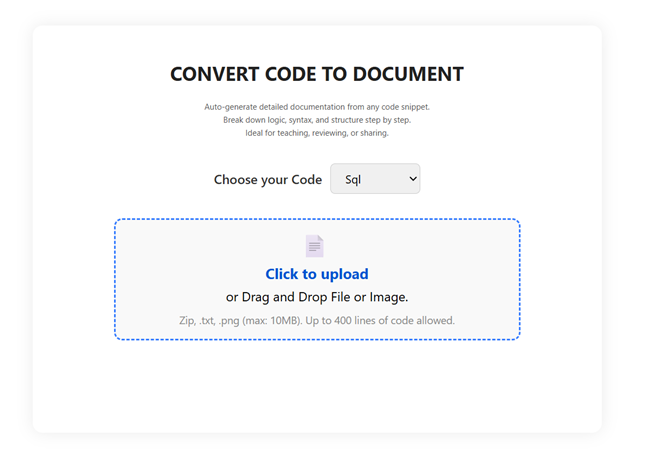 CONVERT CODE TO DOCUMENT
Auto-generate detailed documentation from any code snippet.
Break down logic, syntax, and structure step by step.
Ideal for teaching, reviewing, or sharing.
Choose your Code Sql
Click to upload
or Drag and Drop File or Image.
Zip, .txt, .png (max: 10MB). Up to 400 lines of code allowed.